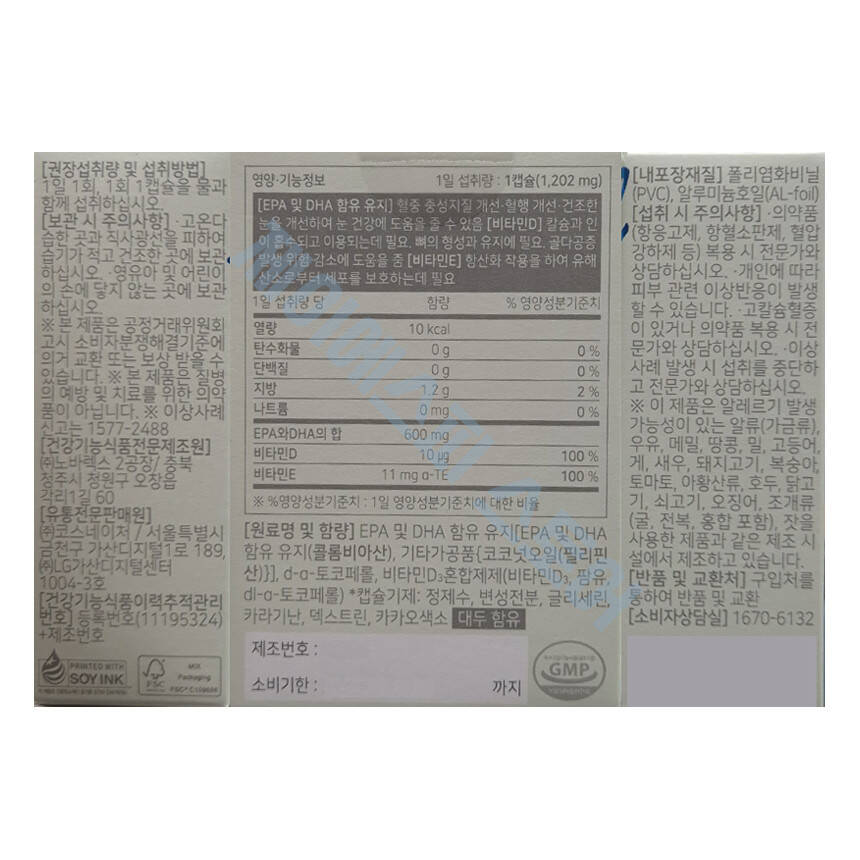 [권장섭취량 및 섭취방법]
1일 1회, 1회 1캡슐을 물과
함께 섭취하십시오.
[보관 시 주의사항] ·고온다
습한 곳과 직사광선을 피하여
습기가 적고 건조한 곳에 보관
하십시오. ·영유아 및 어린이
의 손에 닿지 않는 곳에 보관
하십시오.
※ 본 제품은 공정거래위원회
고시 소비자분쟁해결기준에
의거 교환 또는 보상 받을 수
있습니다. ※ 본 제품은 질병
의 예방 및 치료를 위한 의약
품이 아닙니다. ※ 이상사례
신고는 1577-2488
[건강기능식품전문제조원]
㈜노바렉스 2공장/ 충북
청주시 청원구 오창읍
각리1길 60
[유통전문판매원]
㈜코스네이처 / 서울특별시
금천구 가산디지털1로 189,
㈜LG가산디지털센터
1004-3호
[건강기능식품이력추적관리
번호] 등록번호(11195324)
+제조번호
PRINTED WITH
SOY INK
FSC
MIX
Packaging
영양·기능정보 1일 섭취량 : 1캡슐(1,202 mg)
[EPA 및 DHA 함유 유지] 혈중 중성지질 개선·혈행 개선·건조한
눈을 개선하여 눈 건강에 도움을 줄 수 있음 [비타민D] 칼슘과 인
이 흡수되고 이용되는데 필요, 뼈의 형성과 유지에 필요, 골다공증
발생 위험 감소에 도움을 줌 [비타민E] 항산화 작용을 하여 유해
산소로부터 세포를 보호하는데 필요
1일 섭취량 당 함량 % 영양성분기준치
열량 10 kcal
탄수화물 0 g 0 %
단백질 0 g 0 %
지방 1.2 g 2 %
나트륨 0 mg 0 %
EPA와DHA의 합 600 mg
비타민D 10 µg 100 %
비타민E 11 mg α-TE 100 %
※ %영양성분기준치 : 1일 영양성분기준치에 대한 비율
[원료명 및 함량] EPA 및 DHA 함유 유지[EPA 및 DHA
함유 유지(콜롬비아산), 기타가공품{코코넛오일(필리핀
산)}], d-α-토코페롤, 비타민D₃혼합제제(비타민D₃, 팜유,
dl-α-토코페롤) *캡슐기제: 정제수, 변성전분, 글리세린,
카라기난, 덱스트린, 카카오색소 대두 함유
제조번호 :
소비기한 : 까지
GMP
[내포장재질] 폴리염화비닐
(PVC), 알루미늄호일(AL-foil)
[섭취 시 주의사항] ·의약품
(항응고제, 항혈소판제, 혈압
강하제 등) 복용 시 전문가와
상담하십시오. ·개인에 따라
피부 관련 이상반응이 발생
할 수 있습니다. ·고칼슘혈증
이 있거나 의약품 복용 시 전
문가와 상담하십시오. ·이상
사례 발생 시 섭취를 중단하
고 전문가와 상담하십시오.
※ 이 제품은 알레르기 발생
가능성이 있는 알류(가금류),
우유, 메밀, 땅콩, 밀, 고등어,
게, 새우, 돼지고기, 복숭아,
토마토, 아황산류, 호두, 닭고
기, 쇠고기, 오징어, 조개류
(굴, 전복, 홍합 포함), 잣을
사용한 제품과 같은 제조 시
설에서 제조하고 있습니다.
[반품 및 교환처] 구입처를
통하여 반품 및 교환
[소비자상담실] 1670-6132